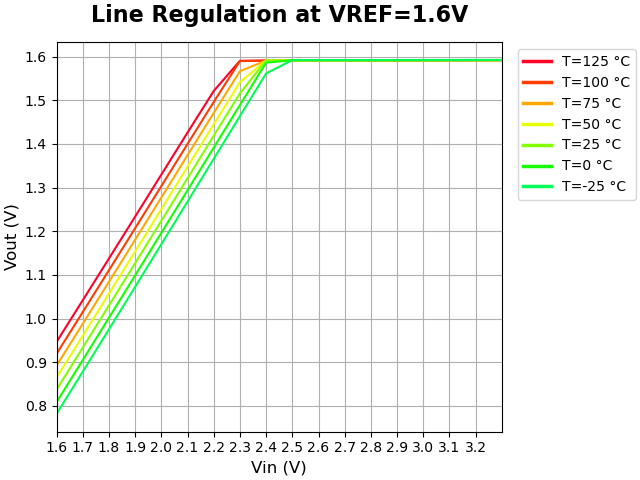 Line Regulation at VREF=1.6V
Vout (V)
1.6
1.5
1.4
1.3
1.2
1.1
1.0
0.9
0.8
1.6 1.7 1.8 1.9 2.0 2.1 2.2 2.3 2.4 2.5 2.6 2.7 2.8 2.9 3.0 3.1 3.2
Vin (V)
T=125 °C
T=100 °C
T=75 °C
T=50 °C
T=25 °C
T=0 °C
T=-25 °C